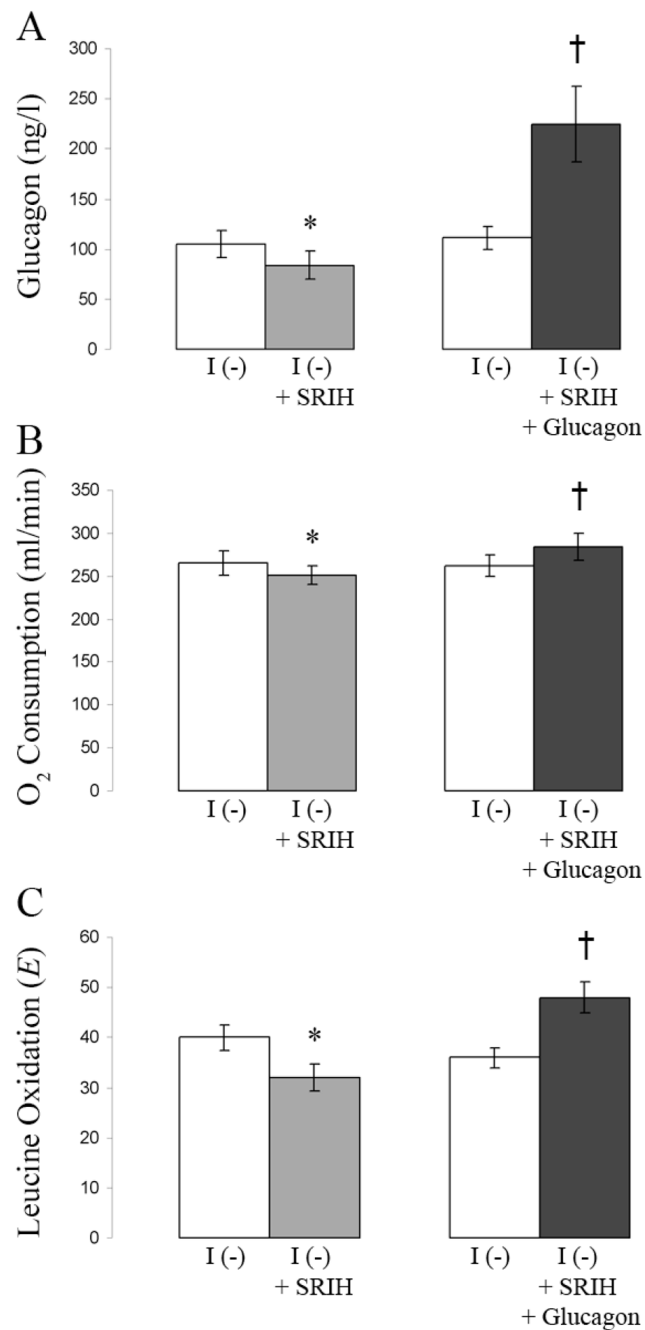 A
Glucagon (ng/l)
300
250
200
150
100
50
0
*
†
I (-)
I (-)
+ SRIH
I (-)
I (-)
+ SRIH
+ Glucagon
B
O₂ Consumption (ml/min)
350
300
250
200
150
100
50
0
*
†
I (-)
I (-)
+ SRIH
I (-)
I (-)
+ SRIH
+ Glucagon
C
Leucine Oxidation (E)
60
50
40
30
20
10
0
*
†
I (-)
I (-)
+ SRIH
I (-)
I (-)
+ SRIH
+ Glucagon